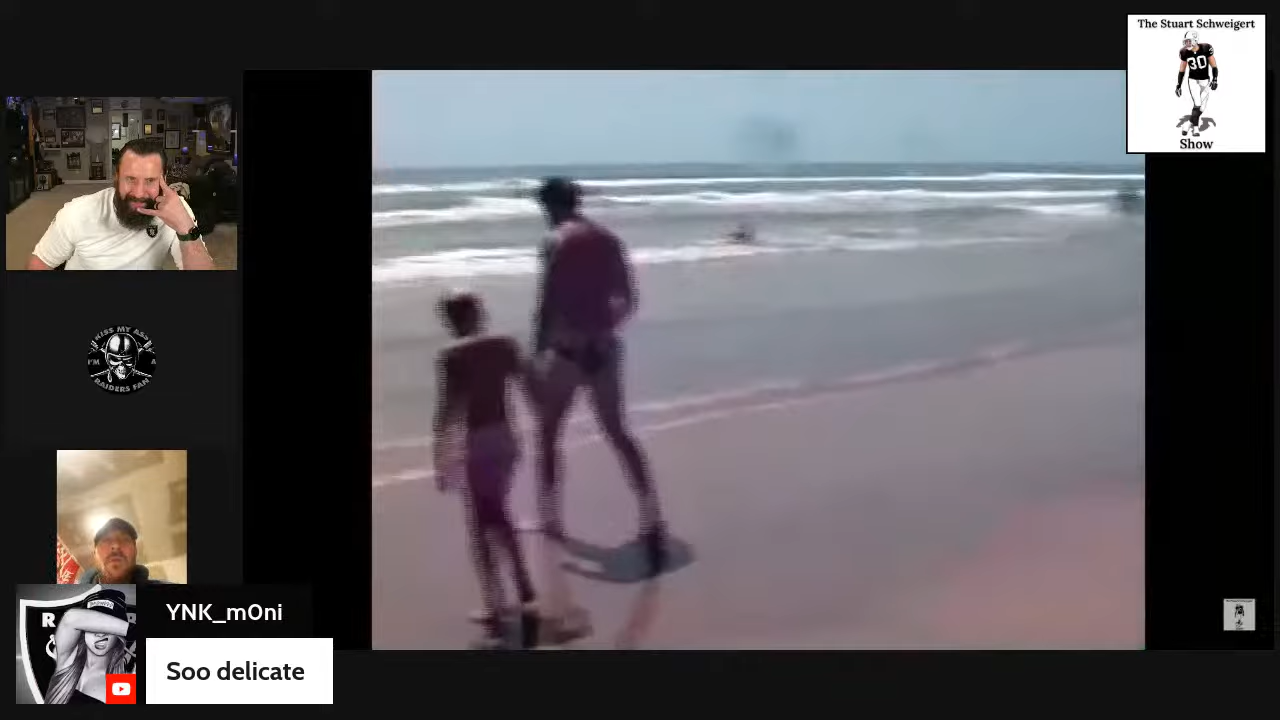 The Stuart Schweigert
30
Show
KISS MY ASS
I'M A
RAIDERS FAN
YNK_m0ni
Soo delicate